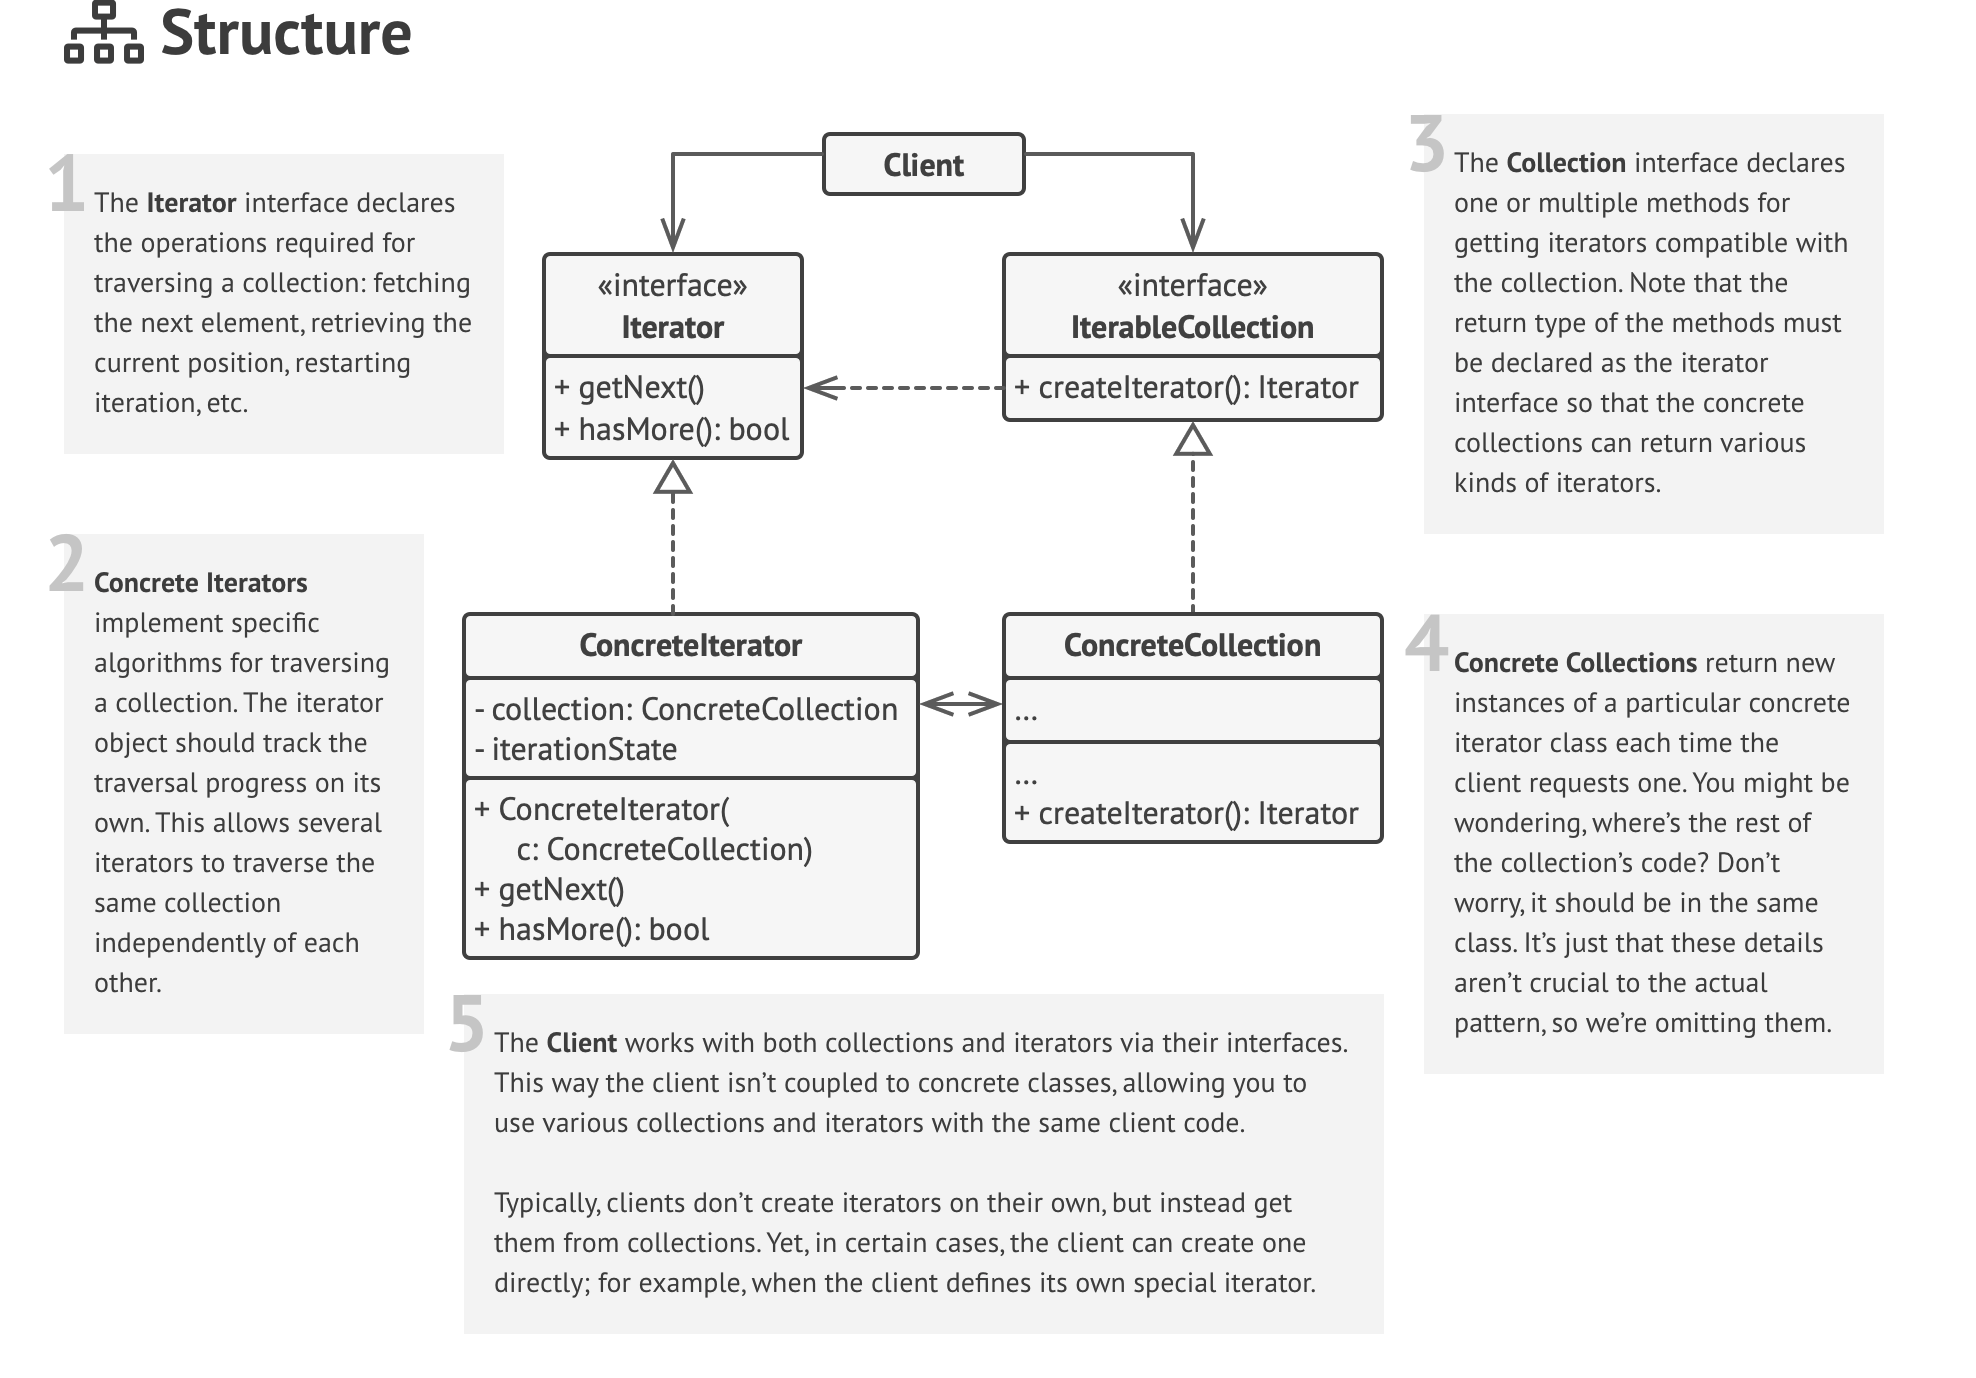 Structure
1
The Iterator interface declares
the operations required for
traversing a collection: fetching
the next element, retrieving the
current position, restarting
iteration, etc.
2
Concrete Iterators
implement specific
algorithms for traversing
a collection. The iterator
object should track the
traversal progress on its
own. This allows several
iterators to traverse the
same collection
independently of each
other.
Client
«interface»
Iterator
+ getNext()
+ hasMore(): bool
«interface»
IterableCollection
+ createIterator(): Iterator
ConcreteIterator
- collection: ConcreteCollection
- iterationState
+ ConcreteIterator(
c: ConcreteCollection)
+ getNext()
+ hasMore(): bool
ConcreteCollection
...
...
+ createIterator(): Iterator
3
The Collection interface declares
one or multiple methods for
getting iterators compatible with
the collection. Note that the
return type of the methods must
be declared as the iterator
interface so that the concrete
collections can return various
kinds of iterators.
4
Concrete Collections return new
instances of a particular concrete
iterator class each time the
client requests one. You might be
wondering, where’s the rest of
the collection’s code? Don’t
worry, it should be in the same
class. It’s just that these details
aren’t crucial to the actual
pattern, so we’re omitting them.
5
The Client works with both collections and iterators via their interfaces.
This way the client isn’t coupled to concrete classes, allowing you to
use various collections and iterators with the same client code.
Typically, clients don’t create iterators on their own, but instead get
them from collections. Yet, in certain cases, the client can create one
directly; for example, when the client defines its own special iterator.